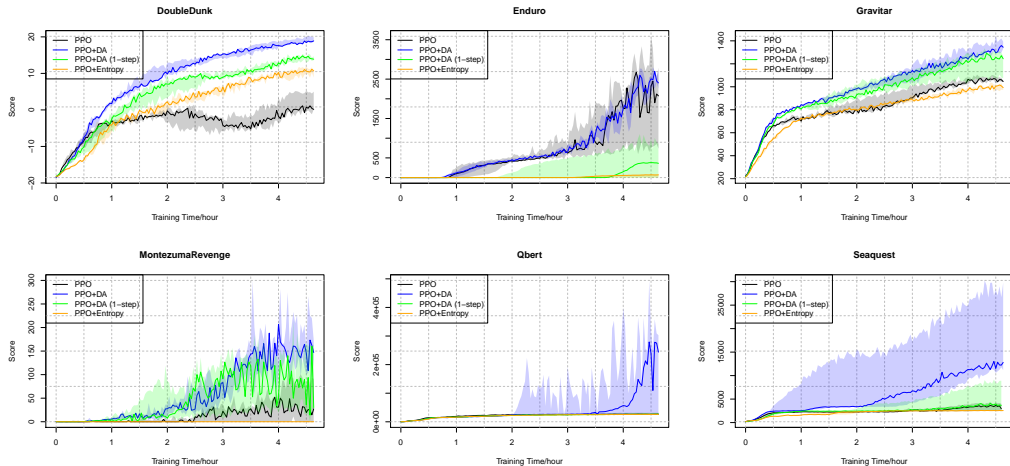 DoubleDunk
Score
20
10
0
−10
−20
PPO
PPO+DA
PPO+DA (1−step)
PPO+Entropy
0 1 2 3 4
Training Time/hour
Enduro
Score
3500
2500
1500
500
0
PPO
PPO+DA
PPO+DA (1−step)
PPO+Entropy
0 1 2 3 4
Training Time/hour
Gravitar
Score
1400
1000
800
600
400
200
PPO
PPO+DA
PPO+DA (1−step)
PPO+Entropy
0 1 2 3 4
Training Time/hour
MontezumaRevenge
Score
300
250
200
150
100
50
0
PPO
PPO+DA
PPO+DA (1−step)
PPO+Entropy
0 1 2 3 4
Training Time/hour
Qbert
Score
4e+05
2e+05
0e+00
PPO
PPO+DA
PPO+DA (1−step)
PPO+Entropy
0 1 2 3 4
Training Time/hour
Seaquest
Score
25000
15000
5000
0
PPO
PPO+DA
PPO+DA (1−step)
PPO+Entropy
0 1 2 3 4
Training Time/hour